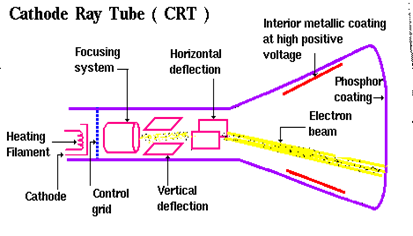 Cathode Ray Tube ( CRT )
Interior metallic coating
at high positive
voltage
Focusing
system
Horizontal
deflection
Phosphor
coating
Electron
beam
Heating
Filament
Cathode
Control
grid
Vertical
deflection